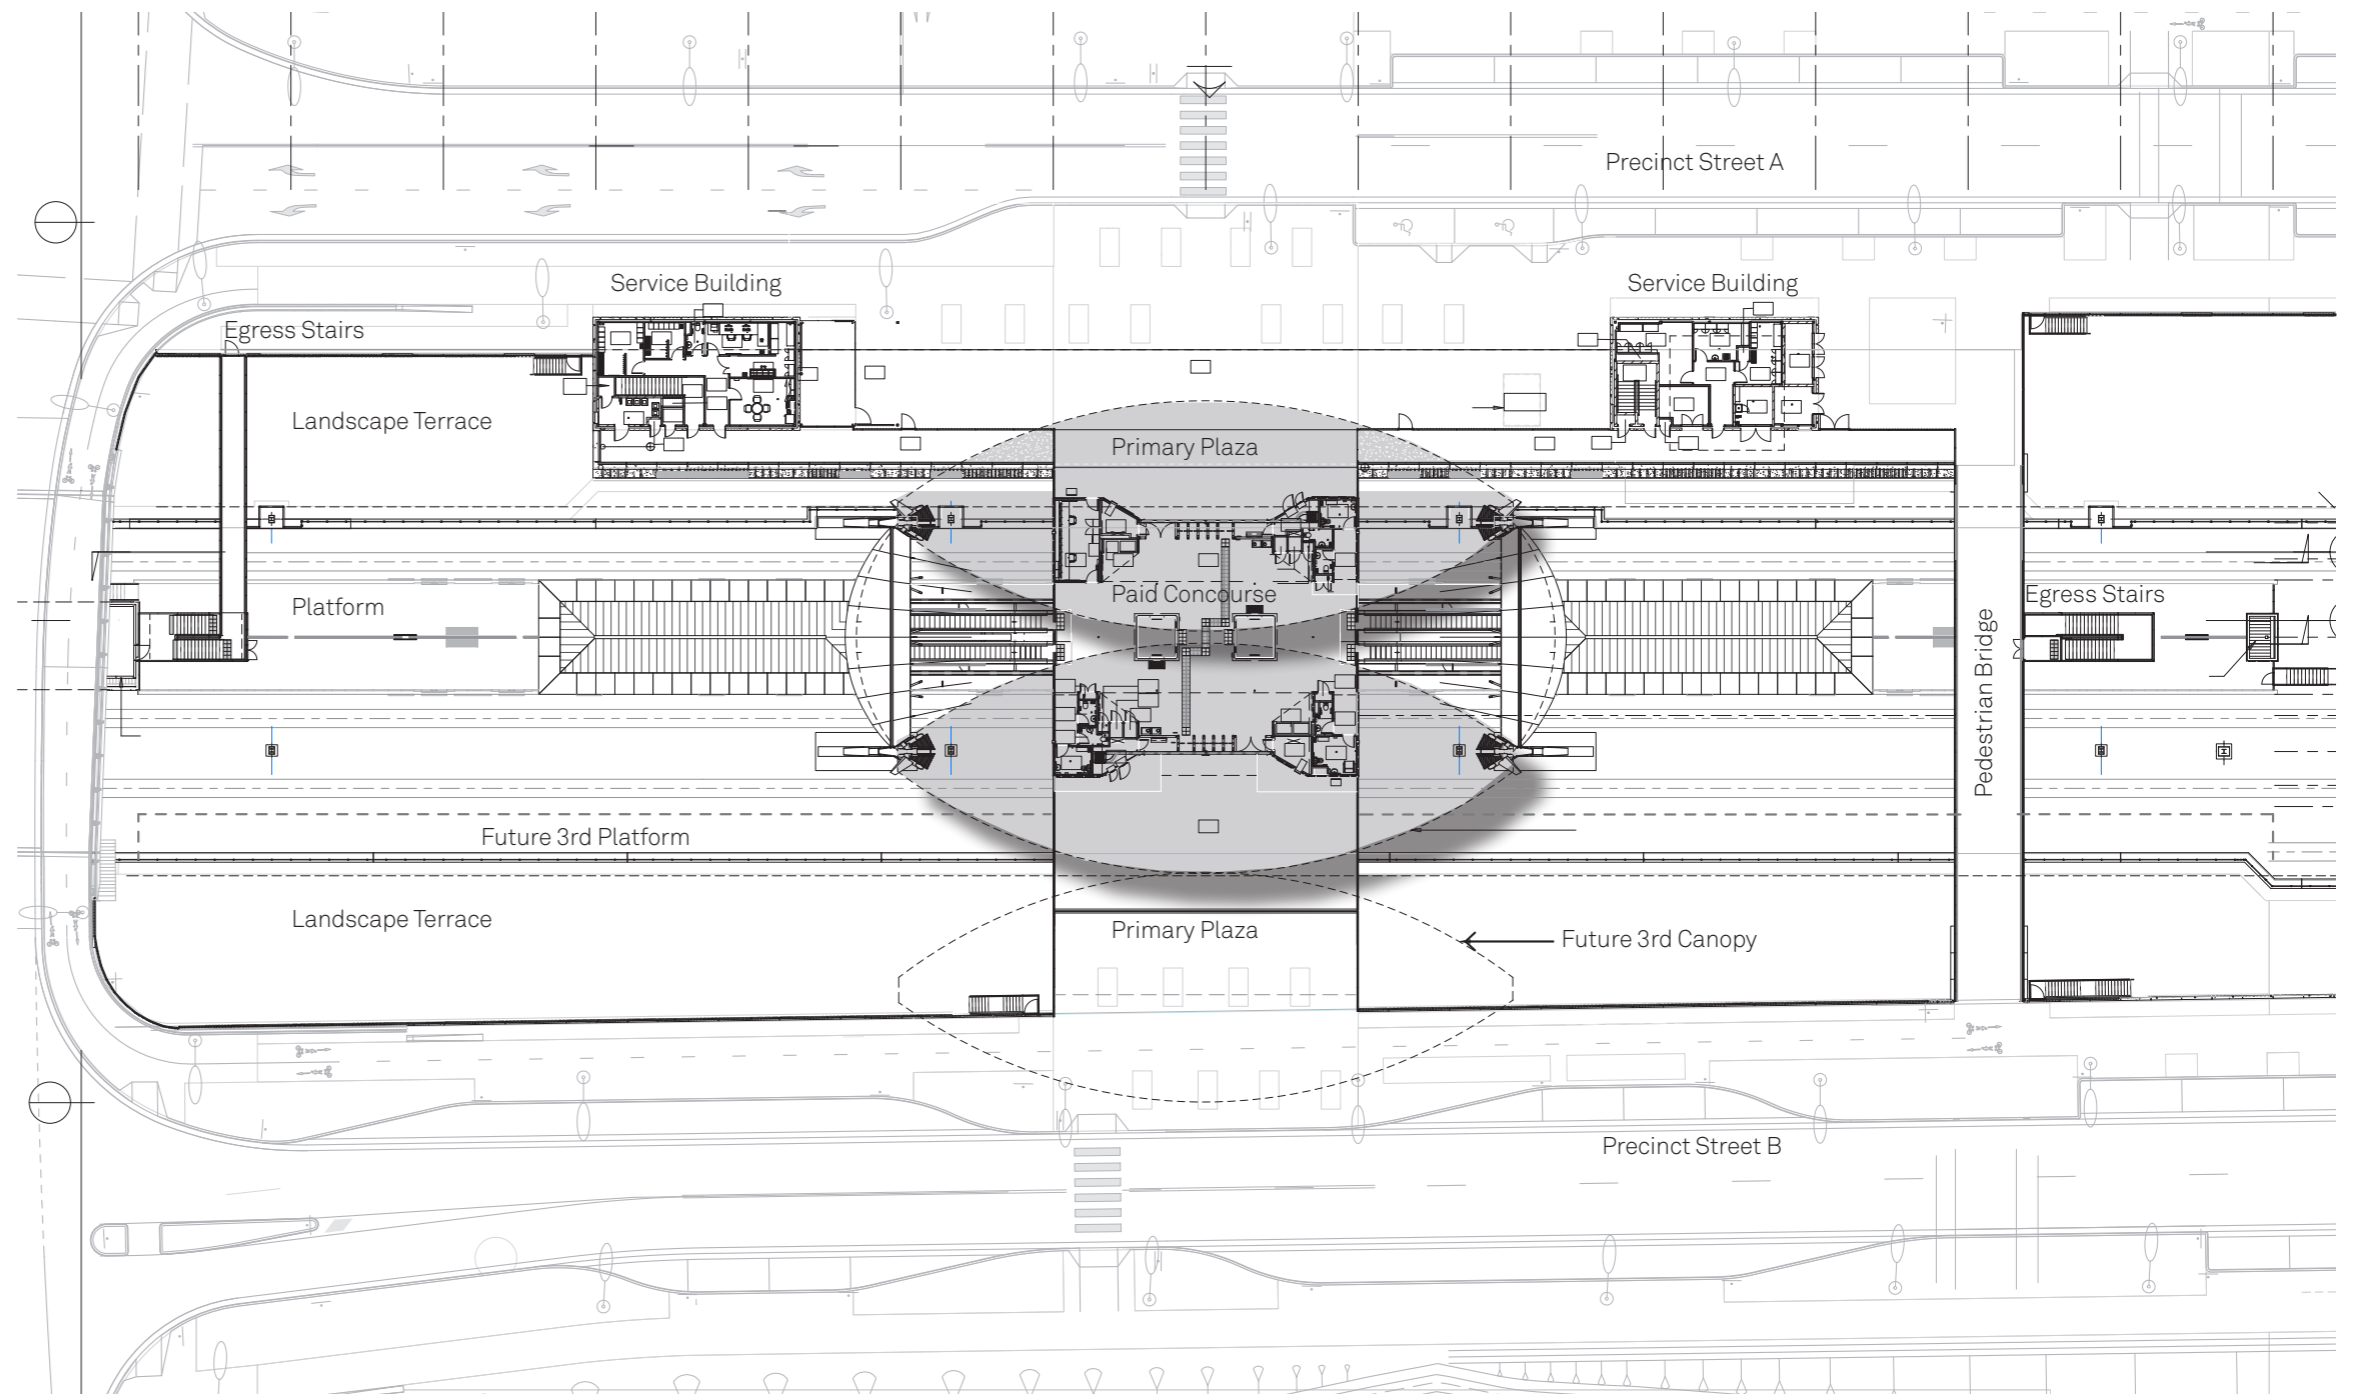 Precinct Street A
Service Building
Service Building
Egress Stairs
Landscape Terrace
Primary Plaza
Paid Concourse
Platform
Egress Stairs
Pedestrian Bridge
Future 3rd Platform
Landscape Terrace
Primary Plaza
Future 3rd Canopy
Precinct Street B